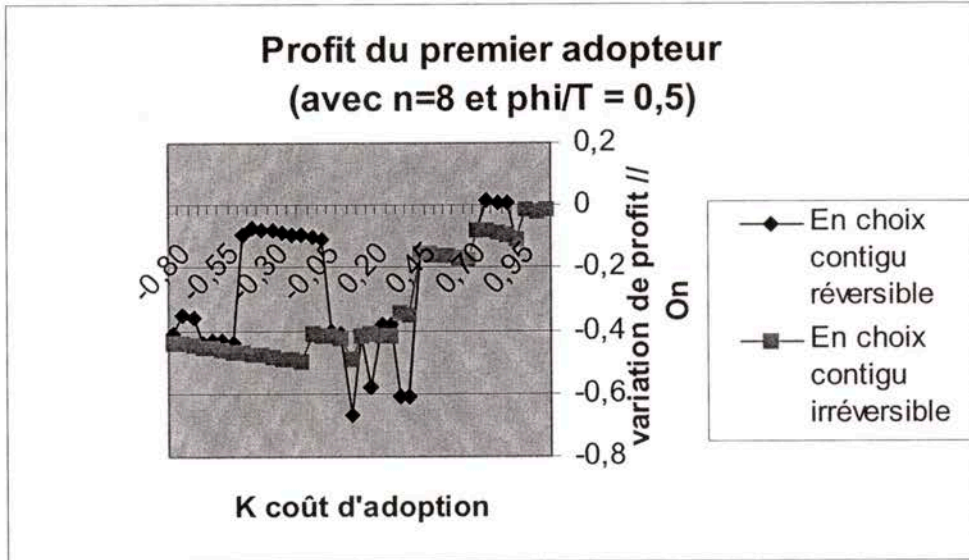 Profit du premier adopteur
(avec n=8 et phi/T = 0,5)
0,2
0
-0,2
-0,4
-0,6
-0,8
variation de profit //
On
-0,80
-0,55
-0,30
-0,05
0,20
0,45
0,70
0,95
K coût d'adoption
En choix
contigu
réversible
En choix
contigu
irréversible